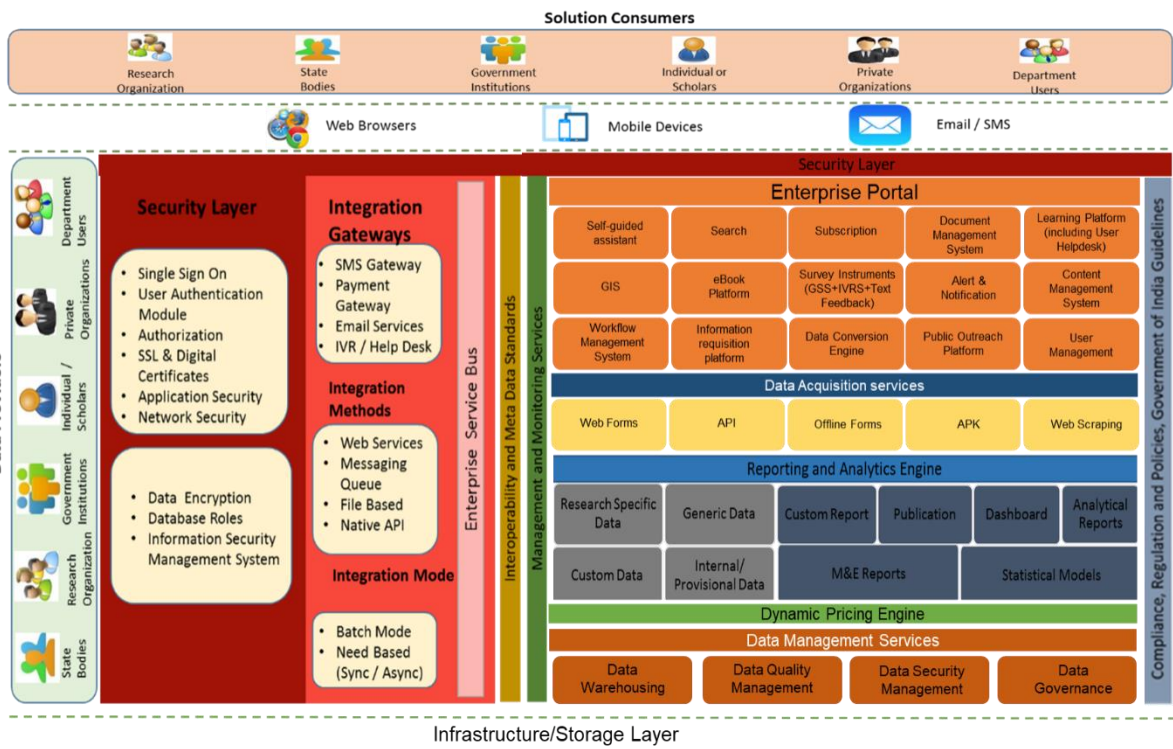 Solution Consumers
Research
Organization
State
Bodies
Government
Institutions
Individual or
Scholars
Private
Organizations
Department
Users
Web Browsers
Mobile Devices
Email / SMS
Department
Users
Private
Organizations
Individual /
Scholars
Government
Institutions
Research
Organization
State
Bodies
Security Layer
• Single Sign On
• User Authentication
Module
• Authorization
• SSL & Digital
Certificates
• Application Security
• Network Security
• Data Encryption
• Database Roles
• Information Security
Management System
Integration
Gateways
• SMS Gateway
• Payment
Gateway
• Email Services
• IVR / Help Desk
Integration
Methods
• Web Services
• Messaging
Queue
• File Based
• Native API
Integration Mode
• Batch Mode
• Need Based
(Sync / Async)
Enterprise Service Bus
Interoperability and Meta Data Standards
Management and Monitoring Services
Security Layer
Enterprise Portal
Self-guided
assistant
Search
Subscription
Document
Management
System
Learning Platform
(including User
Helpdesk)
GIS
eBook
Platform
Survey Instruments
(GSS+IVRS+Text
Feedback)
Alert &
Notification
Content
Management
System
Workflow
Management
System
Information
requisition
platform
Data Conversion
Engine
Public Outreach
Platform
User
Management
Data Acquisition services
Web Forms
API
Offline Forms
APK
Web Scraping
Reporting and Analytics Engine
Research Specific
Data
Generic Data
Custom Report
Publication
Dashboard
Analytical
Reports
Custom Data
Internal/
Provisional Data
M&E Reports
Statistical Models
Dynamic Pricing Engine
Data Management Services
Data
Warehousing
Data Quality
Management
Data Security
Management
Data
Governance
Compliance, Regulation and Policies, Government of India Guidelines
Infrastructure/Storage Layer